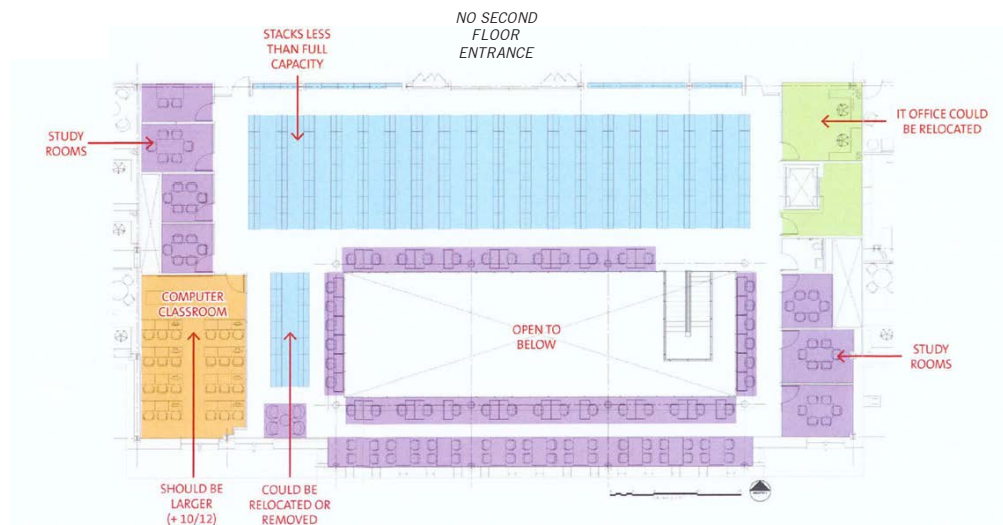 NO SECOND
FLOOR
ENTRANCE
STACKS LESS
THAN FULL
CAPACITY
IT OFFICE COULD
BE RELOCATED
STUDY
ROOMS
COMPUTER
CLASSROOM
OPEN TO
BELOW
STUDY
ROOMS
SHOULD BE
LARGER
(+ 10/12)
COULD BE
RELOCATED OR
REMOVED